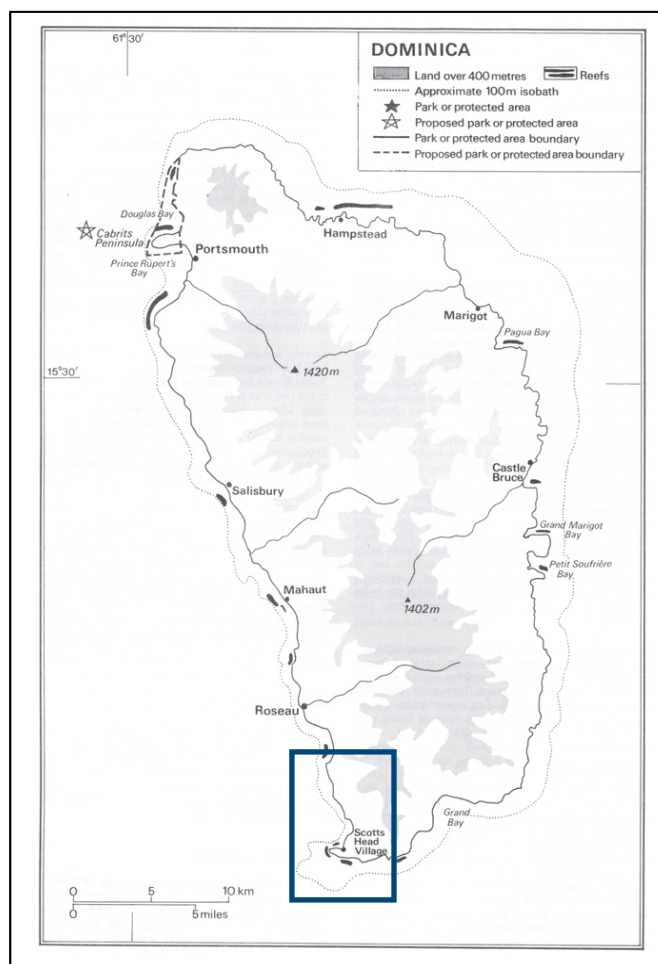 61° 30'
DOMINICA
Land over 400 metres
Reefs
Approximate 100m isobath
Park or protected area
Proposed park or protected area
Park or protected area boundary
Proposed park or protected area boundary
Douglas Bay
Cabrits
Peninsula
Hampstead
Portsmouth
Prince Rupert's
Bay
Marigot
Pagua Bay
1420m
15°30'
Castle
Bruce
Salisbury
Grand Marigot
Bay
Petit Soufrière
Bay
Mahaut
1402m
Roseau
Grand
Bay
Scotts
Head
Village
0 5 10 km
0 5 miles